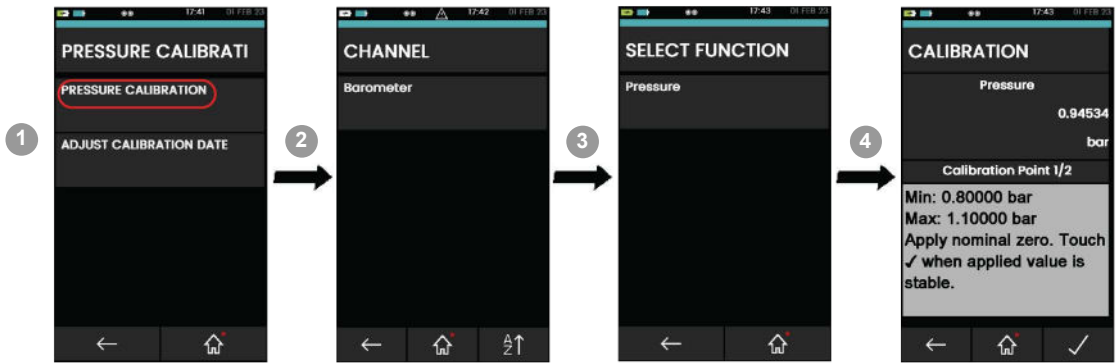 1
17:41 01 FEB 23
PRESSURE CALIBRATI
PRESSURE CALIBRATION
ADJUST CALIBRATION DATE
2
17:42 01 FEB 23
CHANNEL
Barometer
A
Z
3
17:43 01 FEB 23
SELECT FUNCTION
Pressure
4
17:43 01 FEB 23
CALIBRATION
Pressure
0.94534
bar
Calibration Point 1/2
Min: 0.80000 bar
Max: 1.10000 bar
Apply nominal zero. Touch
✓ when applied value is
stable.